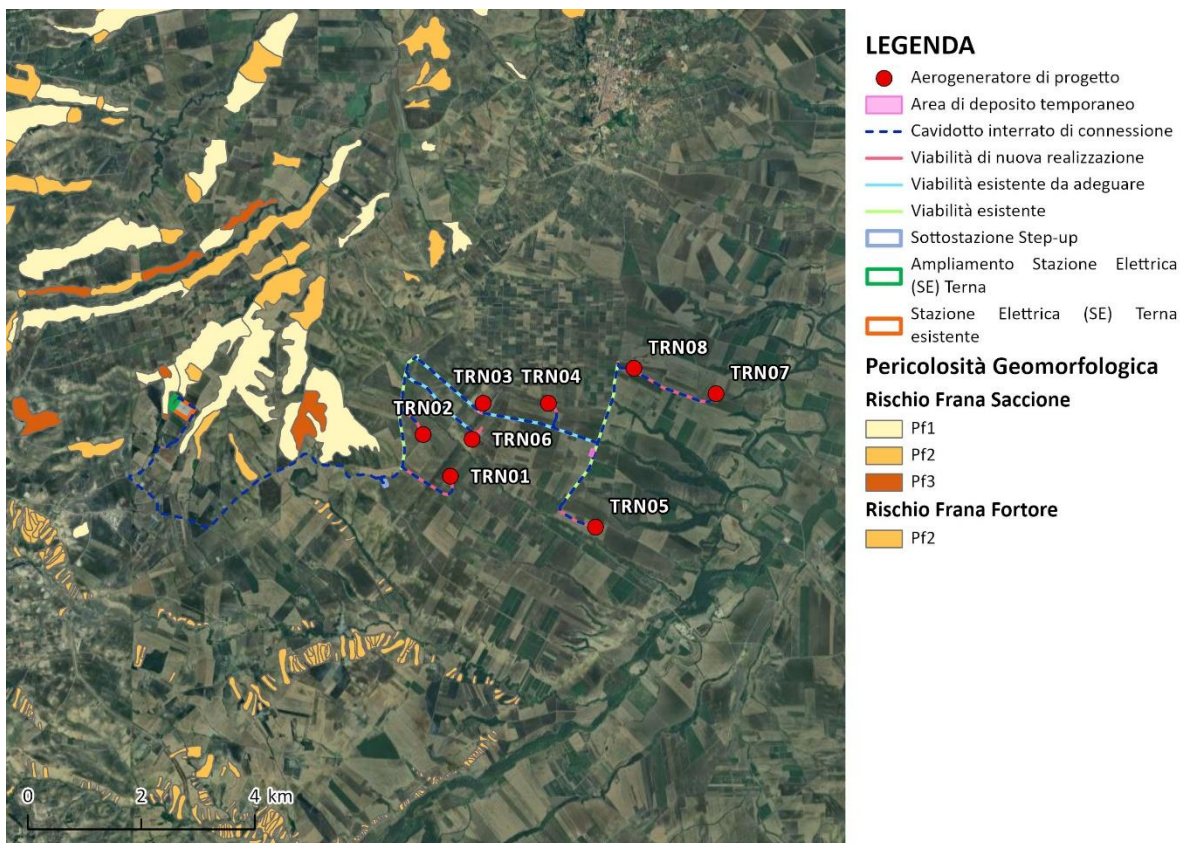 TRN08
TRN07
TRN03 TRN04
TRN02
TRN06
TRN01
TRN05
0 2 4 km
LEGENDA
Aerogeneratore di progetto
Area di deposito temporaneo
Cavidotto interrato di connessione
Viabilità di nuova realizzazione
Viabilità esistente da adeguare
Viabilità esistente
Sottostazione Step-up
Ampliamento Stazione Elettrica
(SE) Terna
Stazione Elettrica (SE) Terna
esistente
Pericolosità Geomorfologica
Rischio Frana Saccione
Pf1
Pf2
Pf3
Rischio Frana Fortore
Pf2